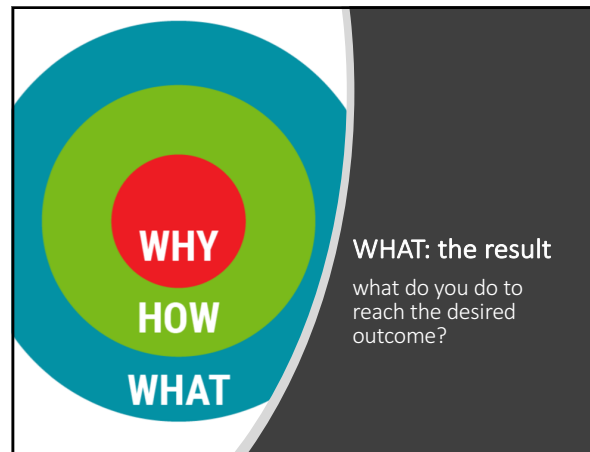 WHY
HOW
WHAT
WHAT: the result
what do you do to
reach the desired
outcome?